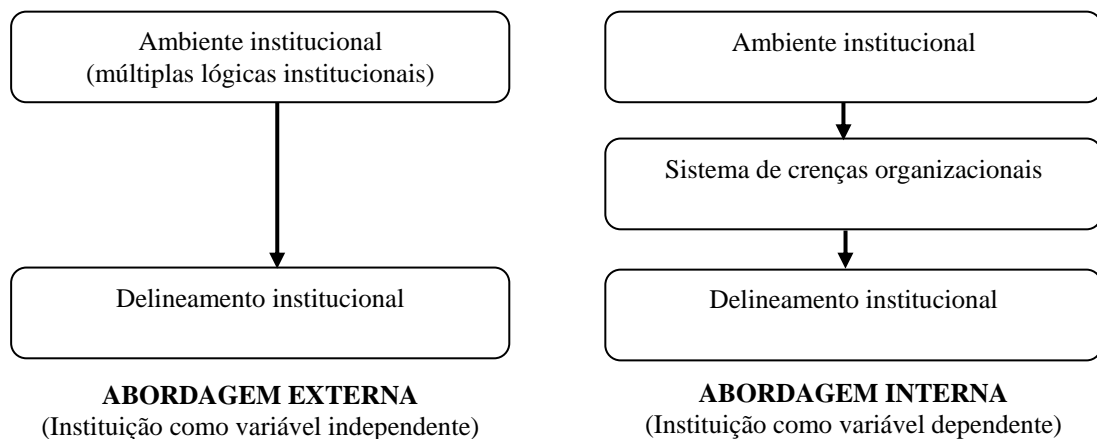 Ambiente institucional
(múltiplas lógicas institucionais)
Delineamento institucional
ABORDAGEM EXTERNA
(Instituição como variável independente)
Ambiente institucional
Sistema de crenças organizacionais
Delineamento institucional
ABORDAGEM INTERNA
(Instituição como variável dependente)